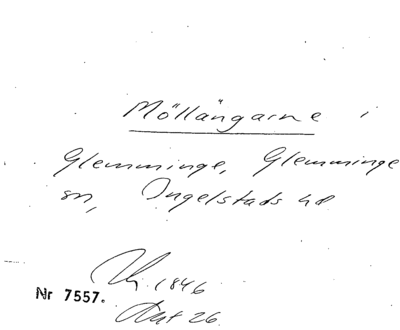 Möllängarne i
Glemminge, Glemminge
sn, Ingelstads hd
1846
Nr 7557.
Akt 26